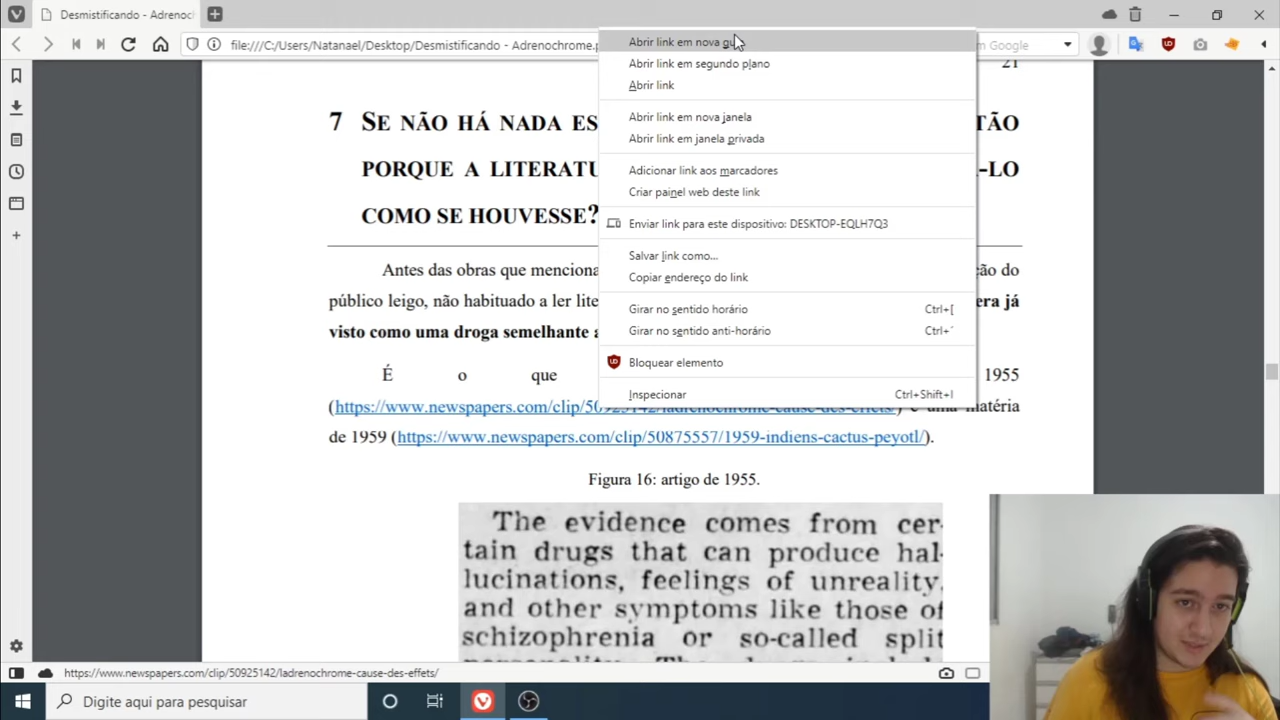 Desmistificando - Adrenoch
file:///C:/Users/Natanael/Desktop/Desmistificando - Adrenochrome.p
m Google
Abrir link em nova
Abrir link em segundo plano
Abrir link
Abrir link em nova janela
Abrir link em janela privada
Adicionar link aos marcadores
Criar painel web deste link
Enviar link para este dispositivo: DESKTOP-EQLH7Q3
Salvar link como...
Copiar endereço do link
Girar no sentido horário Ctrl+[
Girar no sentido anti-horário Ctrl+´
Bloquear elemento
Inspecionar Ctrl+Shift+I
21
7 SE NÃO HÁ NADA ES TÃO
PORQUE A LITERATU -LO
COMO SE HOUVESSE?
Antes das obras que menciona ção do
público leigo, não habituado a ler lite era já
visto como uma droga semelhante a
É o que 1955
(https://www.newspapers.com/clip/50925142/ladrenochrome-cause-des-effets/) e uma matéria
de 1959 (https://www.newspapers.com/clip/50875557/1959-indiens-cactus-peyotl/).
Figura 16: artigo de 1955.
The evidence comes from cer-
tain drugs that can produce hal-
lucinations, feelings of unreality,
and other symptoms like those of
schizophrenia or so-called split
https://www.newspapers.com/clip/50925142/ladrenochrome-cause-des-effets/
Digite aqui para pesquisar